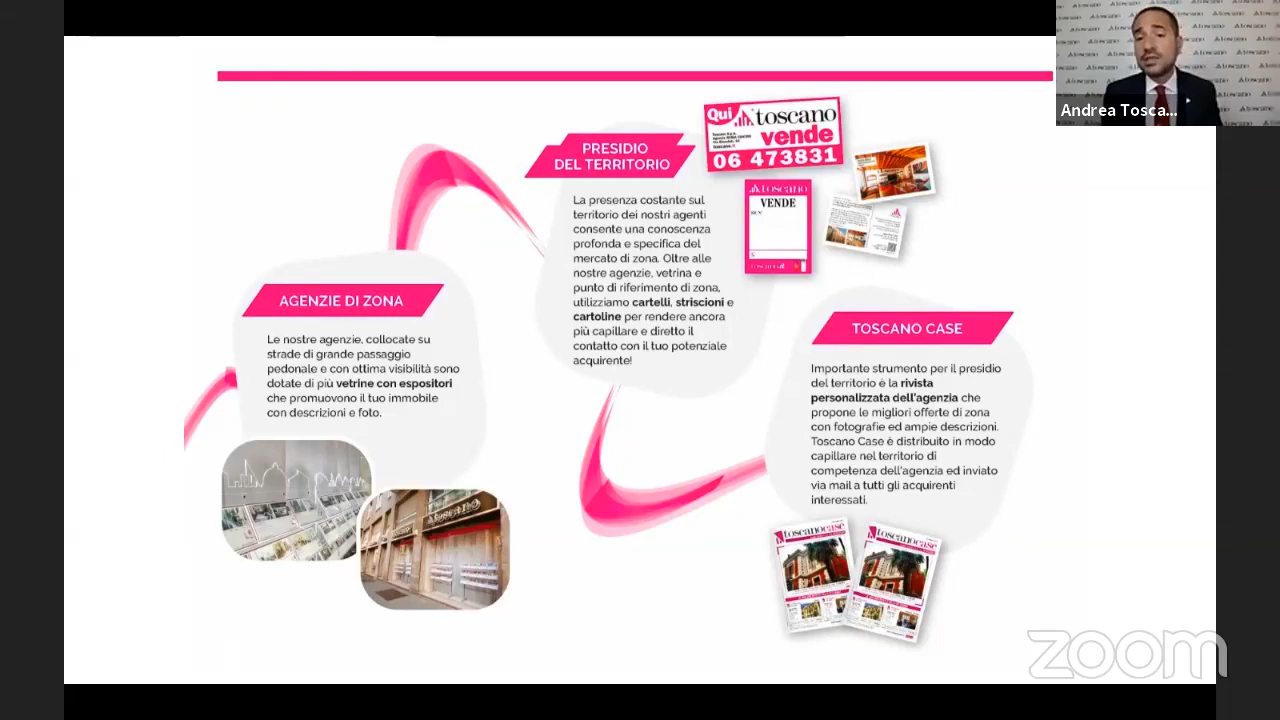 Andrea Tosca...
Qui toscano
vende
06 473831
toscano
VENDE
PRESIDIO
DEL TERRITORIO
La presenza costante sul
territorio dei nostri agenti
consente una conoscenza
profonda e specifica del
mercato di zona. Oltre alle
nostre agenzie, vetrina e
punto di riferimento di zona,
utilizziamo cartelli, striscioni e
cartoline per rendere ancora
più capillare e diretto il
contatto con il tuo potenziale
acquirente!
AGENZIE DI ZONA
Le nostre agenzie, collocate su
strade di grande passaggio
pedonale e con ottima visibilità sono
dotate di più vetrine con espositori
che promuovono il tuo immobile
con descrizioni e foto.
TOSCANO CASE
Importante strumento per il presidio
del territorio è la rivista
personalizzata dell'agenzia che
propone le migliori offerte di zona
con fotografie ed ampie descrizioni.
Toscano Case è distribuito in modo
capillare nel territorio di
competenza dell'agenzia ed inviato
via mail a tutti gli acquirenti
interessati.
toscanocase
toscanocase
zoom